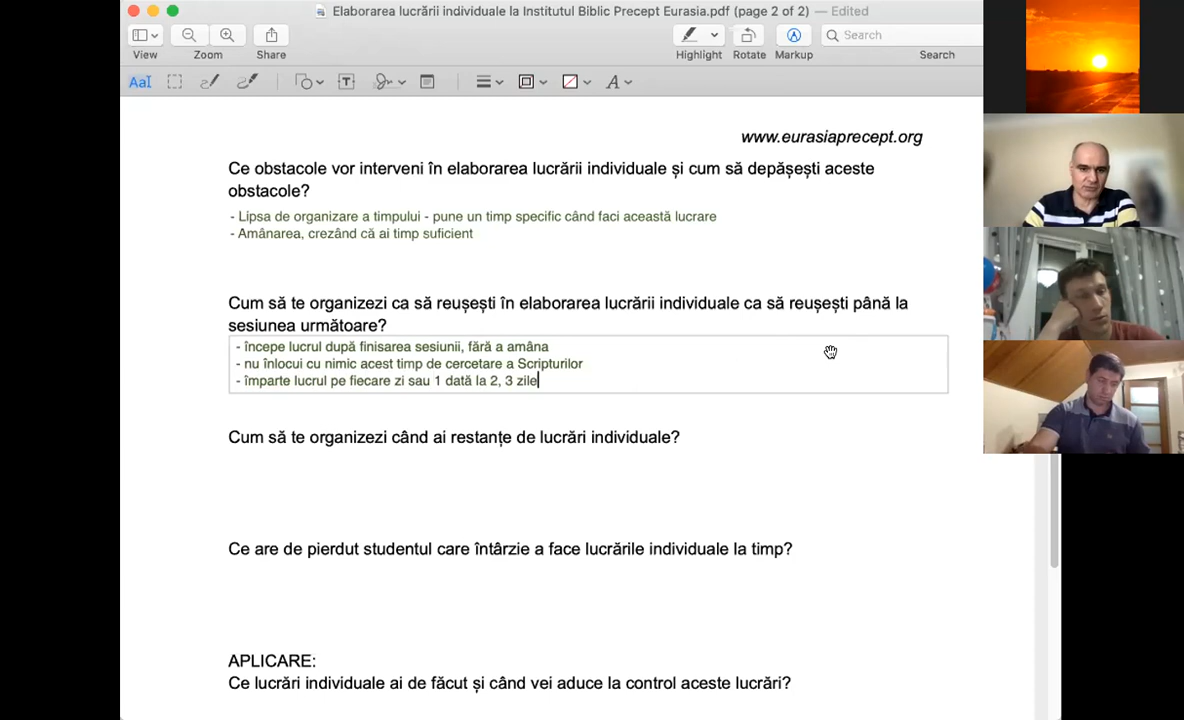 Elaborarea lucrării individuale la Institutul Biblic Precept Eurasia.pdf (page 2 of 2) — Edited
View
Zoom
Share
Highlight
Rotate
Markup
Search
Search
AaI
T
A
www.eurasiaprecept.org
Ce obstacole vor interveni în elaborarea lucrării individuale și cum să depășești aceste
obstacole?
- Lipsa de organizare a timpului - pune un timp specific când faci această lucrare
- Amânarea, crezând că ai timp suficient
Cum să te organizezi ca să reușești în elaborarea lucrării individuale ca să reușești până la
sesiunea următoare?
- începe lucrul după finisarea sesiunii, fără a amâna
- nu înlocui cu nimic acest timp de cercetare a Scripturilor
- împarte lucrul pe fiecare zi sau 1 dată la 2, 3 zile
Cum să te organizezi când ai restanțe de lucrări individuale?
Ce are de pierdut studentul care întârzie a face lucrările individuale la timp?
APLICARE:
Ce lucrări individuale ai de făcut și când vei aduce la control aceste lucrări?